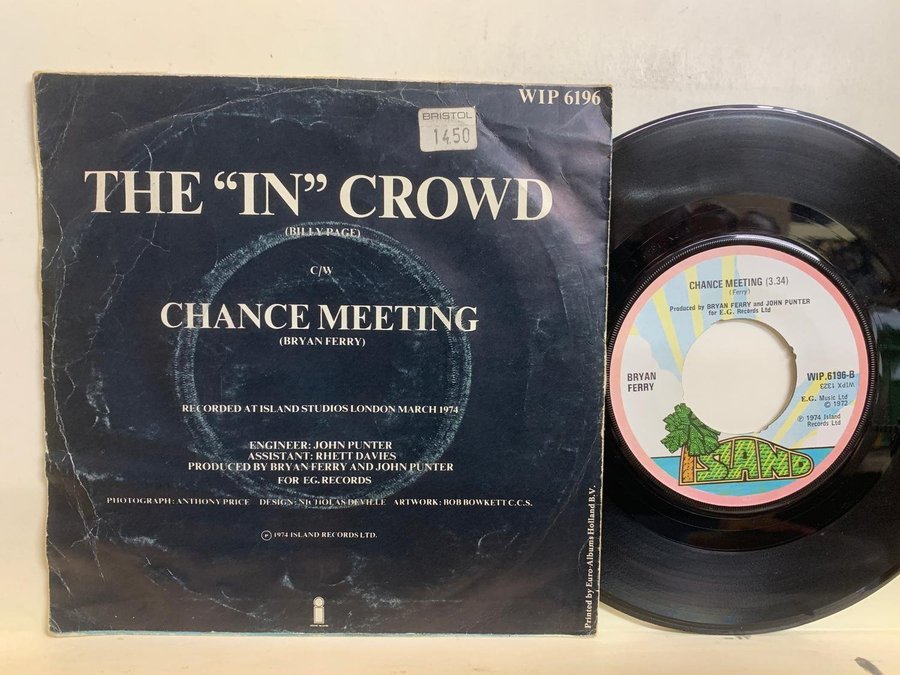 WIP 6196
BRISTOL
14.50
THE “IN” CROWD
(BILLY PAGE)
C/W
CHANCE MEETING
(BRYAN FERRY)
RECORDED AT ISLAND STUDIOS LONDON MARCH 1974
ENGINEER: JOHN PUNTER
ASSISTANT: RHETT DAVIES
PRODUCED BY BRYAN FERRY AND JOHN PUNTER
FOR E.G. RECORDS
PHOTOGRAPH: ANTHONY PRICE DESIGN: NICHOLAS DEVILLE ARTWORK: BOB BOWKETT C.C.S.
Ⓟ 1974 ISLAND RECORDS LTD.
Printed by Euro-Albums Holland B.V.
CHANCE MEETING (3.34)
(Ferry)
Produced by BRYAN FERRY and JOHN PUNTER
for E.G. Records Ltd
BRYAN
FERRY
WIP.6196-B
WIPX 1323
E.G. Music Ltd
© 1972
Ⓟ 1974 Island
Records Ltd
ISLAND